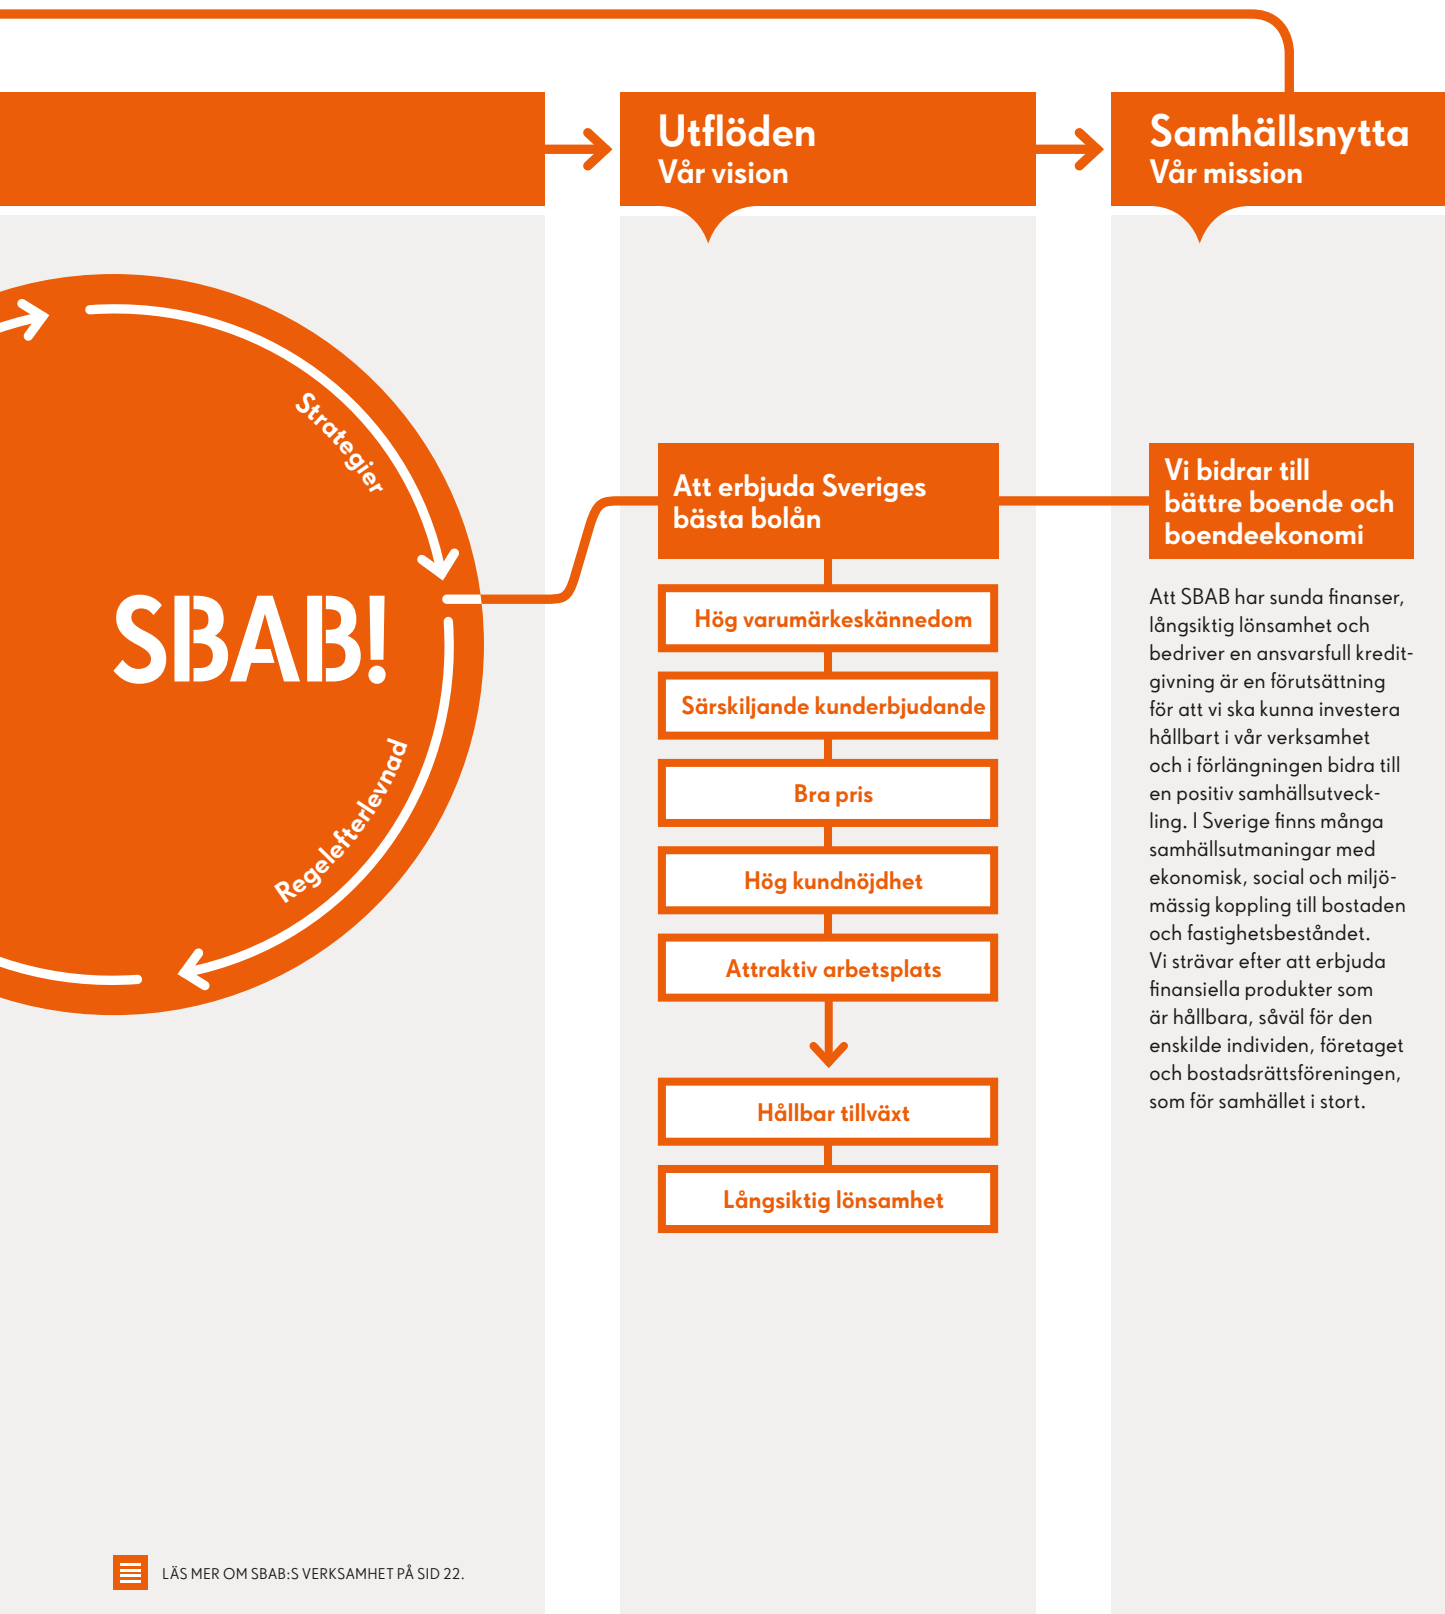 Utflöden
Vår vision
Samhällsnytta
Vår mission
Strategier
SBAB!
Regelefterlevnad
Att erbjuda Sveriges
bästa bolån
Hög varumärkeskännedom
Särskiljande kunderbjudande
Bra pris
Hög kundnöjdhet
Attraktiv arbetsplats
Hållbar tillväxt
Långsiktig lönsamhet
Vi bidrar till
bättre boende och
boendeekonomi
Att SBAB har sunda finanser,
långsiktig lönsamhet och
bedriver en ansvarsfull kredit-
givning är en förutsättning
för att vi ska kunna investera
hållbart i vår verksamhet
och i förlängningen bidra till
en positiv samhällsutveck-
ling. I Sverige finns många
samhällsutmaningar med
ekonomisk, social och miljö-
mässig koppling till bostaden
och fastighetsbeståndet.
Vi strävar efter att erbjuda
finansiella produkter som
är hållbara, såväl för den
enskilde individen, företaget
och bostadsrättsföreningen,
som för samhället i stort.
LÄS MER OM SBAB:S VERKSAMHET PÅ SID 22.